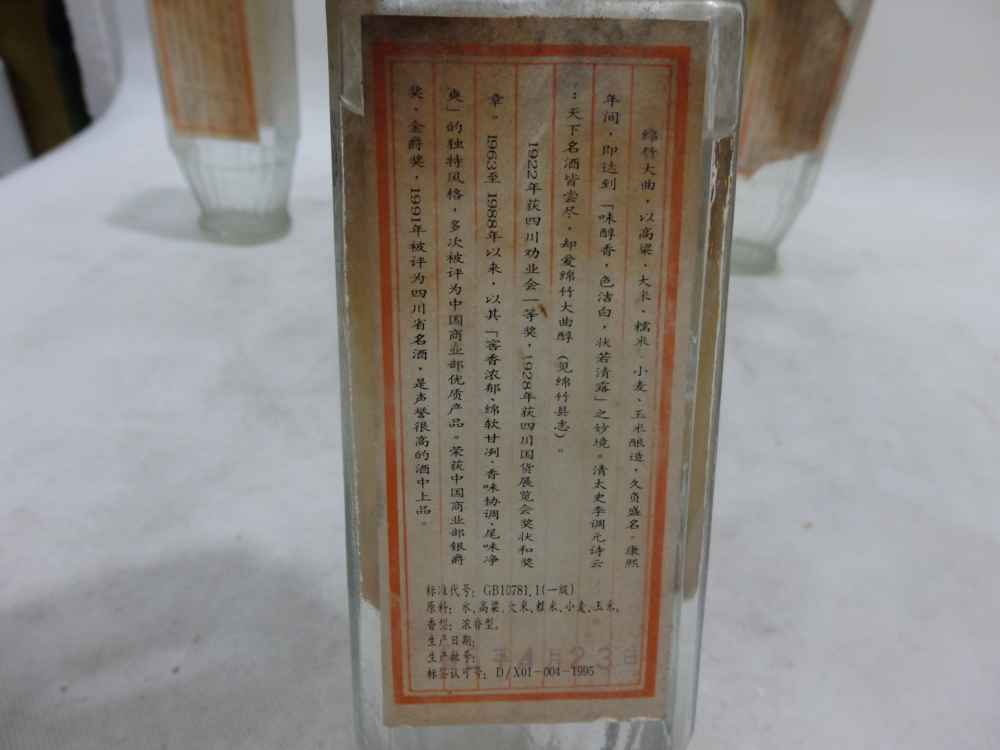 绵竹大曲，以高粱、大米、糯米、小麦、玉米酿造，久负盛名。康熙
年间，即达到「味醇香，色洁白，状若清露」之妙境。清太史李调元诗云
：天下名酒皆尝尽，却爱绵竹大曲醇（见绵竹县志）。
1922年获四川劝业会一等奖，1928年获四川国货展览会奖状和奖
章。1963至1988年以来，以其「窖香浓郁、绵软甘冽、香味协调、尾味净
爽」的独特风格，多次被评为中国商业部优质产品。荣获中国商业部银爵
奖、金爵奖，1991年被评为四川省名酒，是声誉很高的酒中上品。
标准代号：GB10781.1(一级)
原料：水、高粱、大米、糯米、小麦、玉米。
香型：浓香型。
生产日期：
生产批号：
年4月23日
标签认可号：D/X01-004-1995